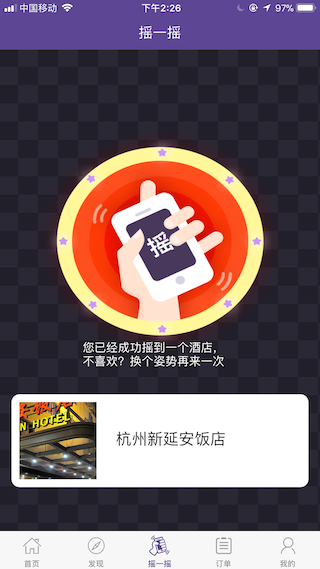 中国移动
下午2:26
97%
摇一摇
摇
您已经成功摇到一个酒店，
不喜欢？换个姿势再来一次
N HOTEL
杭州新延安饭店
首页
发现
摇一摇
订单
我的